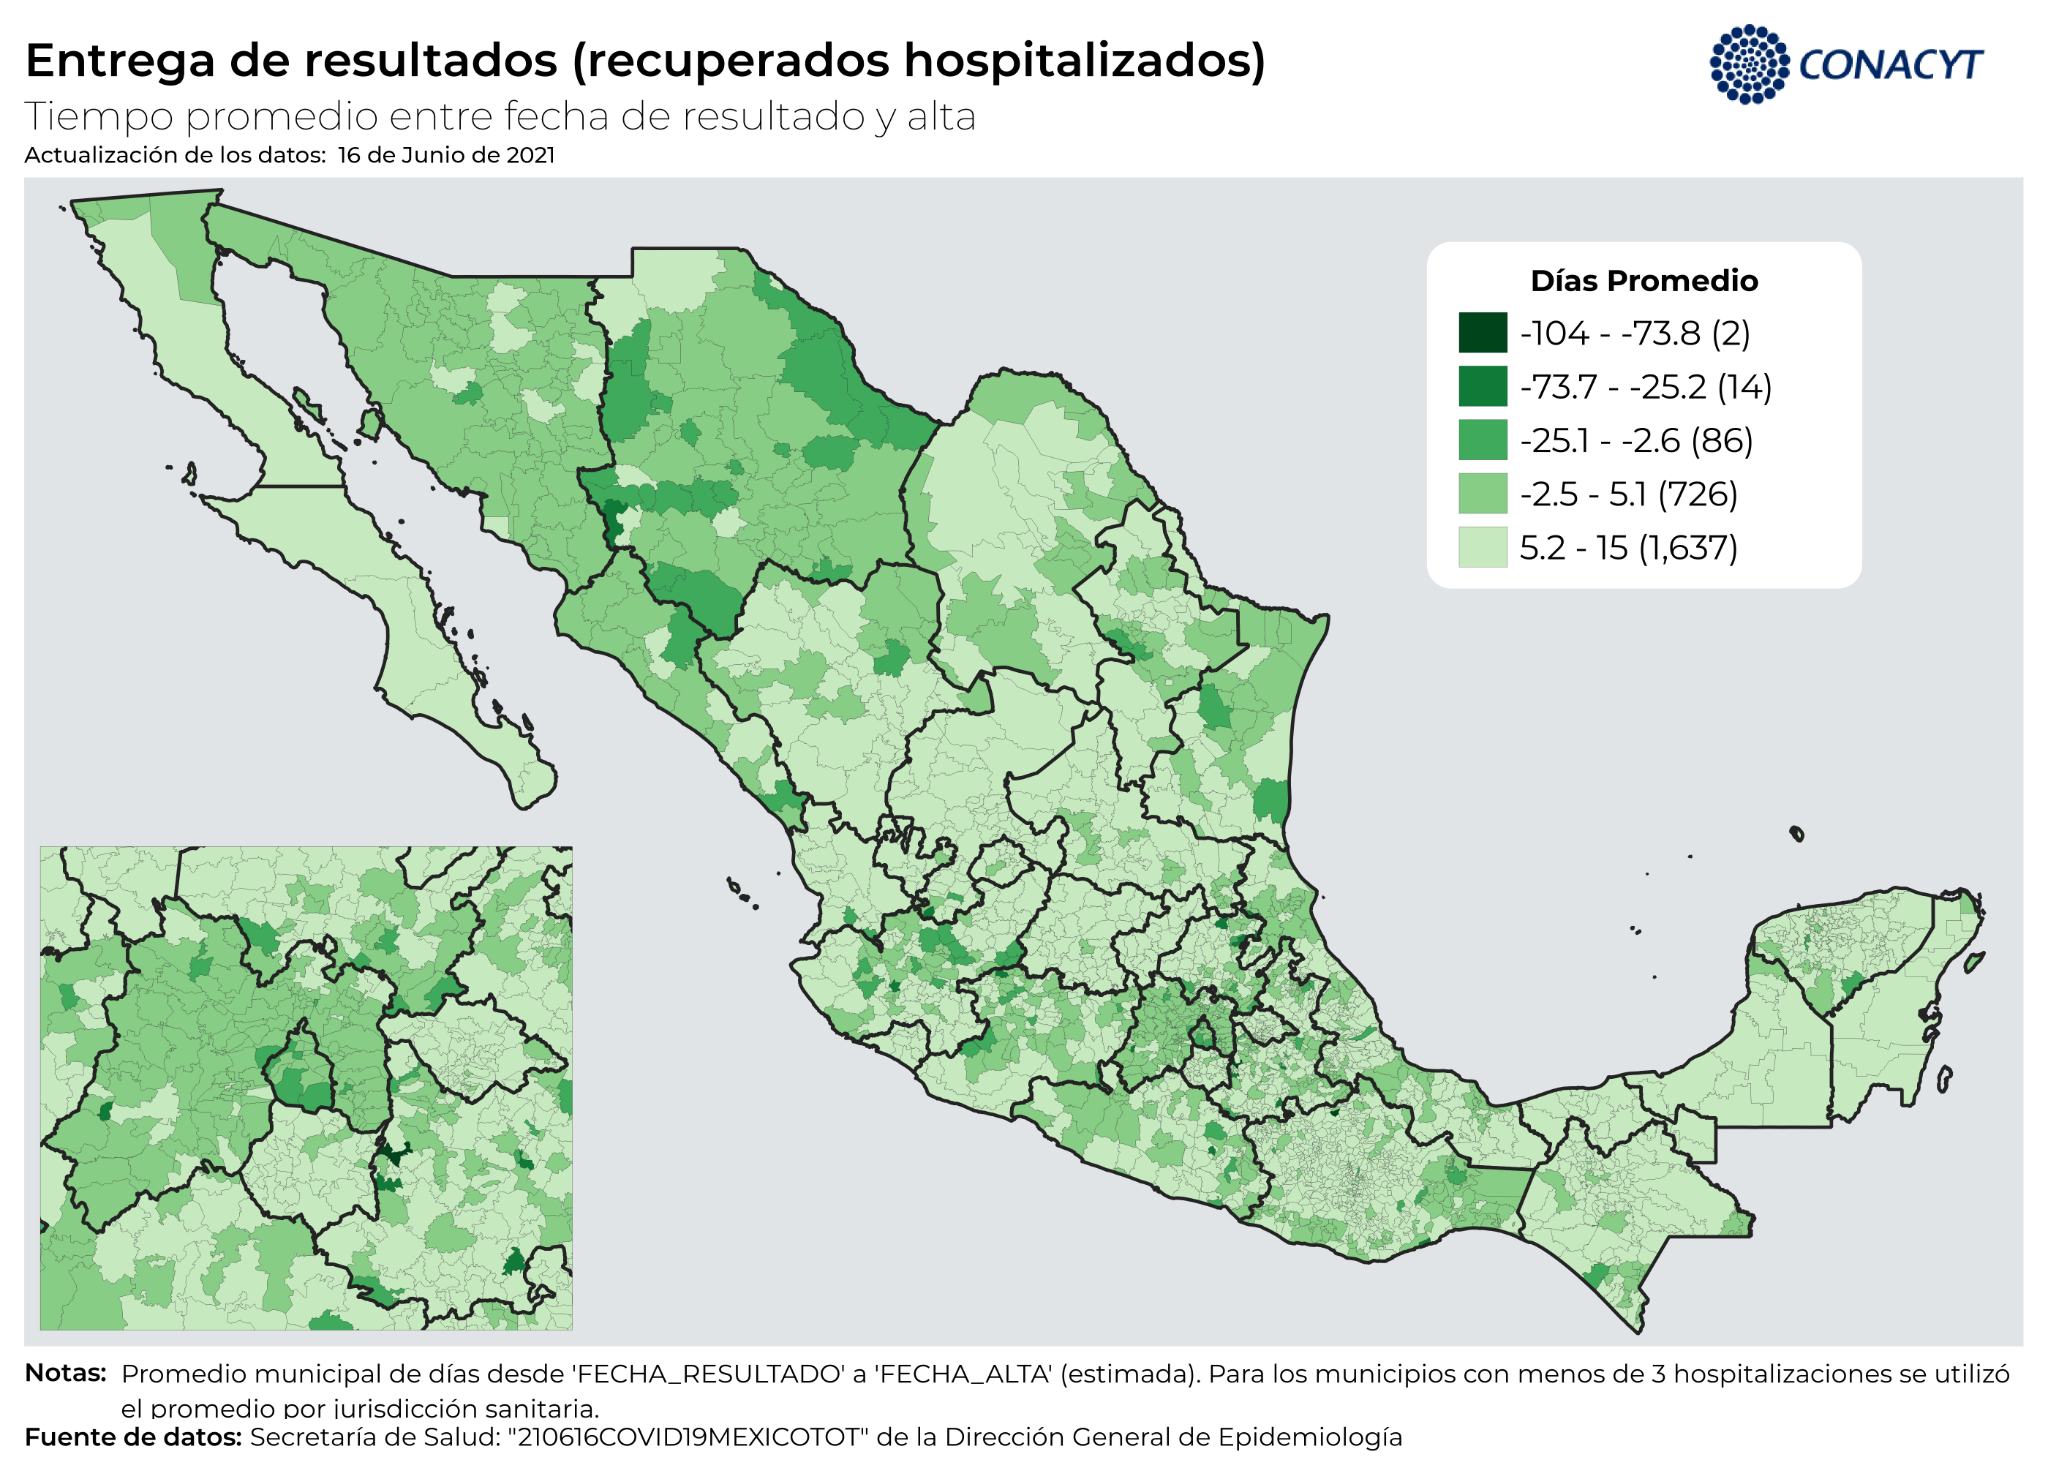 Entrega de resultados (recuperados hospitalizados)
CONACYT
Tiempo promedio entre fecha de resultado y alta
Actualización de los datos: 16 de Junio de 2021
Días Promedio
-104 - -73.8 (2)
-73.7 - -25.2 (14)
-25.1 - -2.6 (86)
-2.5 - 5.1 (726)
5.2 - 15 (1,637)
Notas: Promedio municipal de días desde 'FECHA_RESULTADO' a 'FECHA_ALTA' (estimada). Para los municipios con menos de 3 hospitalizaciones se utilizó
el promedio por jurisdicción sanitaria.
Fuente de datos: Secretaría de Salud: "210616COVID19MEXICOTOT" de la Dirección General de Epidemiología